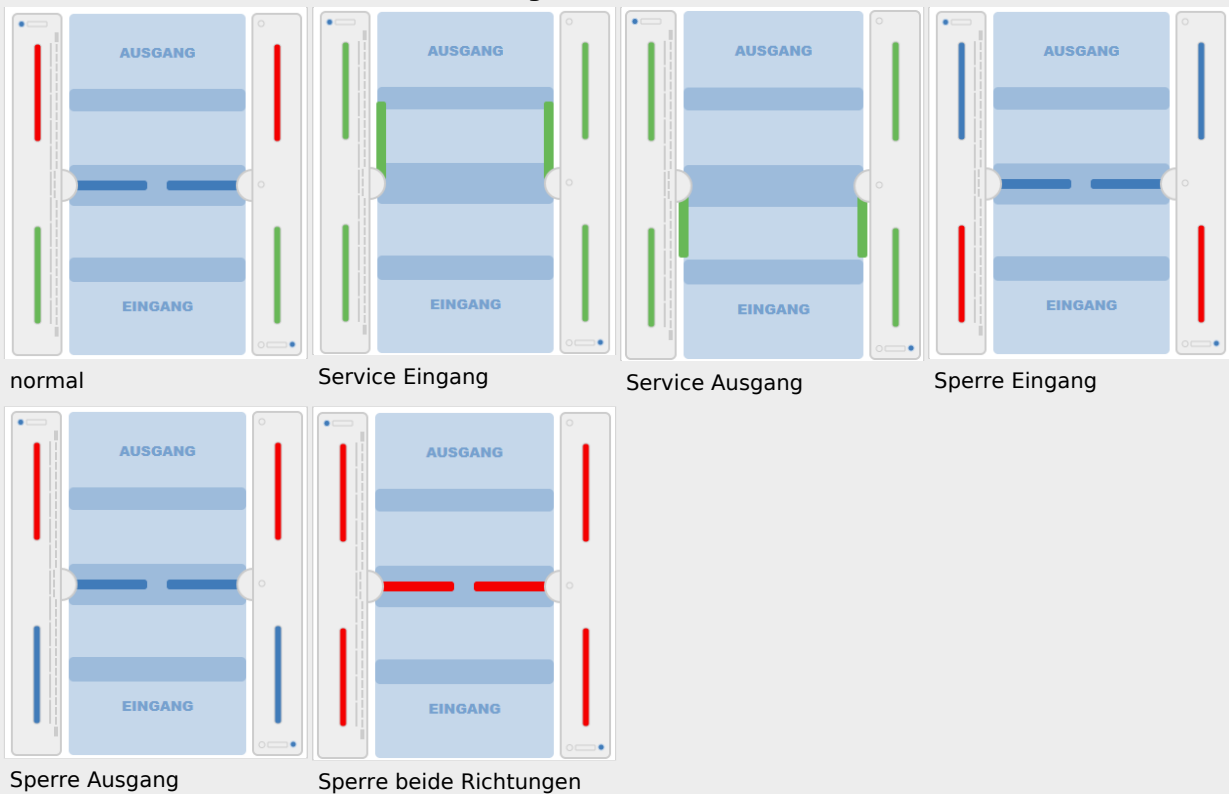 AUSGANG
EINGANG
normal
AUSGANG
EINGANG
Service Eingang
AUSGANG
EINGANG
Service Ausgang
AUSGANG
EINGANG
Sperre Eingang
AUSGANG
EINGANG
Sperre Ausgang
AUSGANG
EINGANG
Sperre beide Richtungen